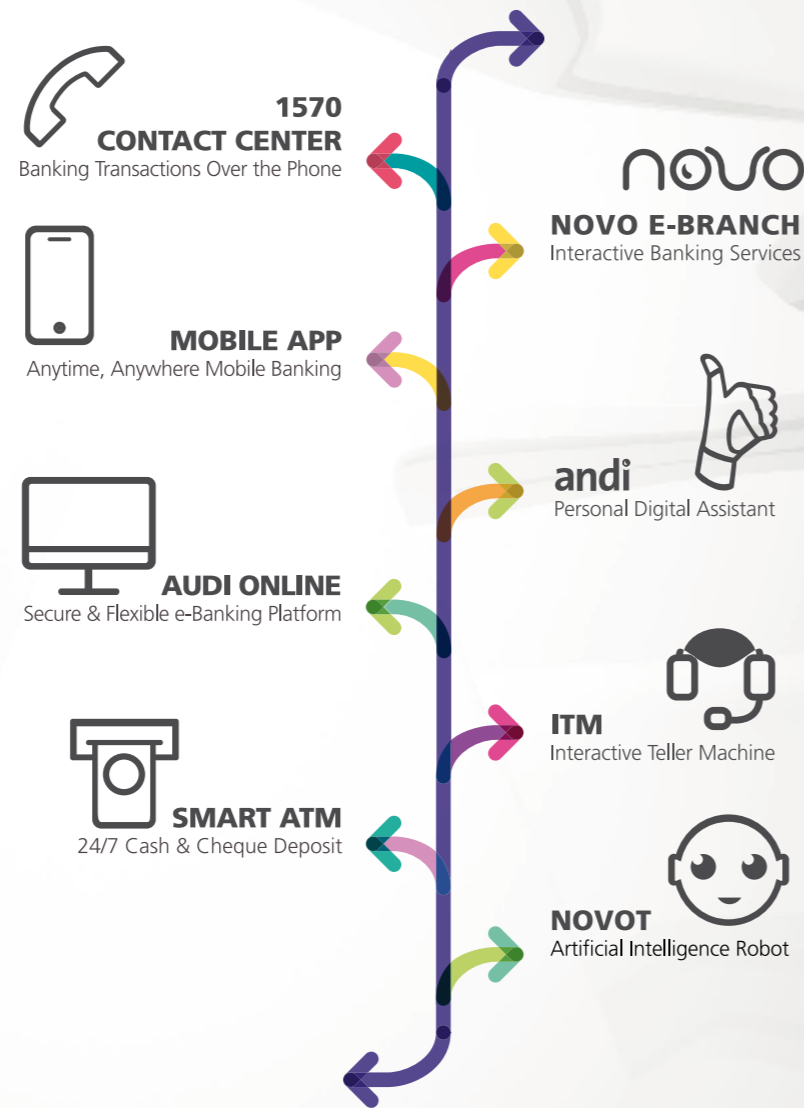 1570
CONTACT CENTER
Banking Transactions Over the Phone
novo
NOVO E-BRANCH
Interactive Banking Services
MOBILE APP
Anytime, Anywhere Mobile Banking
andi
Personal Digital Assistant
AUDI ONLINE
Secure & Flexible e-Banking Platform
ITM
Interactive Teller Machine
SMART ATM
24/7 Cash & Cheque Deposit
NOVOT
Artificial Intelligence Robot